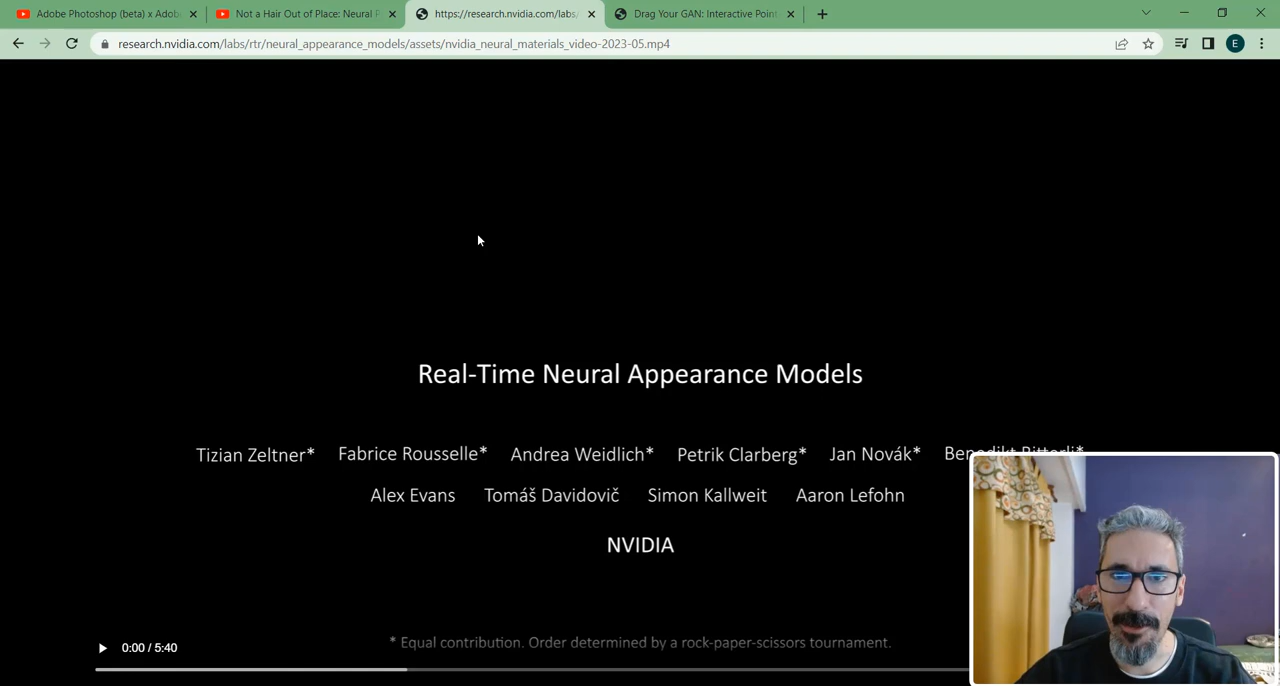 Adobe Photoshop (beta) x Adob
Not a Hair Out of Place: Neural P
https://research.nvidia.com/labs/
Drag Your GAN: Interactive Point
research.nvidia.com/labs/rtr/neural_appearance_models/assets/nvidia_neural_materials_video-2023-05.mp4
E
Real-Time Neural Appearance Models
Tizian Zeltner* Fabrice Rousselle* Andrea Weidlich* Petrik Clarberg* Jan Novák* Benedikt Bitterli*
Alex Evans Tomáš Davidovič Simon Kallweit Aaron Lefohn
NVIDIA
* Equal contribution. Order determined by a rock-paper-scissors tournament.
0:00 / 5:40